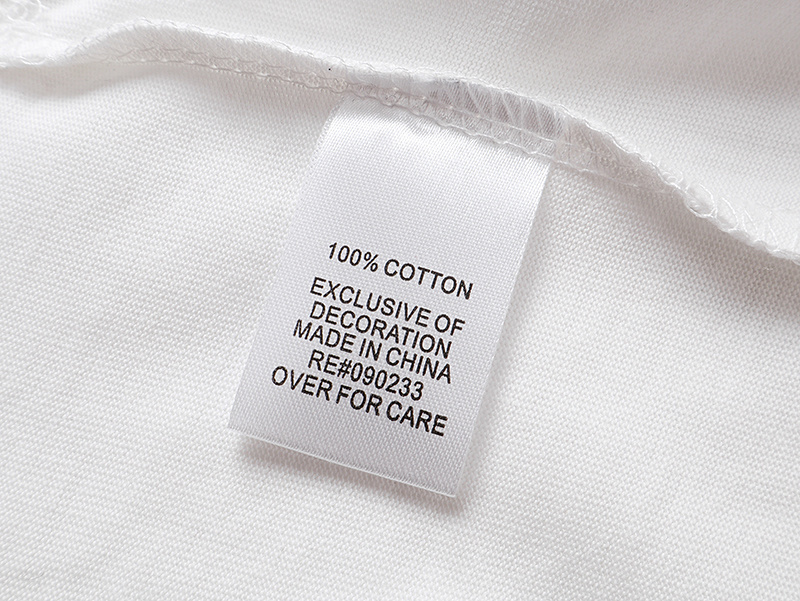 100% COTTON
EXCLUSIVE OF
DECORATION
MADE IN CHINA
RE#090233
OVER FOR CARE